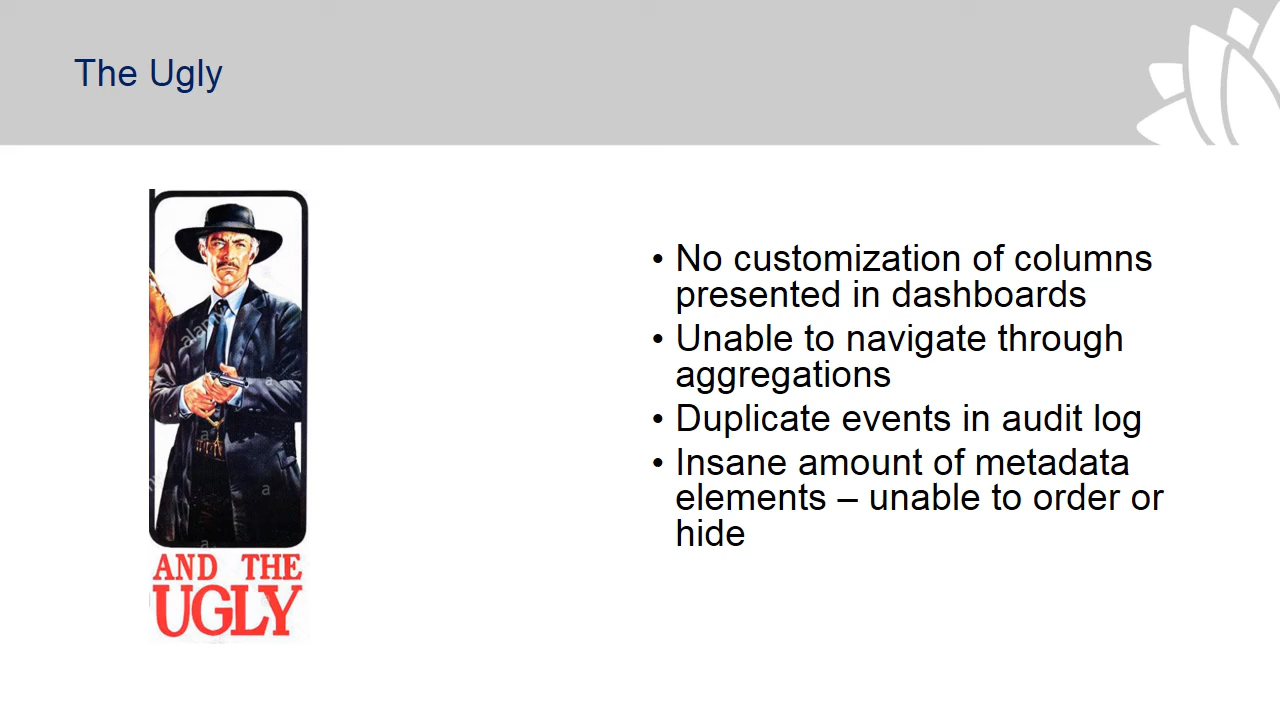 The Ugly
• No customization of columns
presented in dashboards
• Unable to navigate through
aggregations
• Duplicate events in audit log
• Insane amount of metadata
elements – unable to order or
hide
alamy
a
a
a
a
AND THE
UGLY